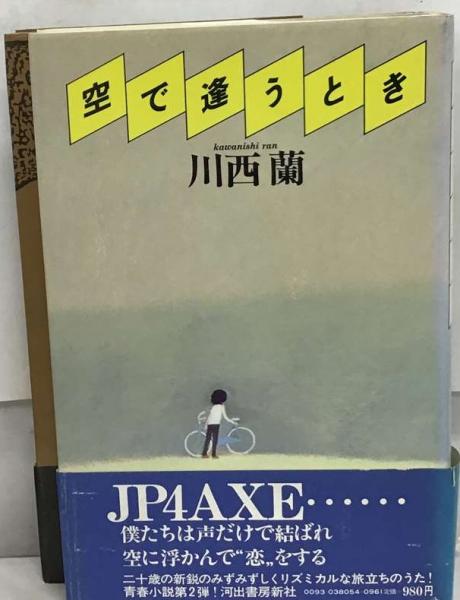 空で逢うとき
kawanishi ran
川西蘭
JP4AXE……
僕たちは声だけで結ばれ
空に浮かんで“恋„をする
二十歳の新鋭のみずみずしくリズミカルな旅立ちのうた！
青春小説第2弾！河出書房新社 0093-038054-0961 定価 980円